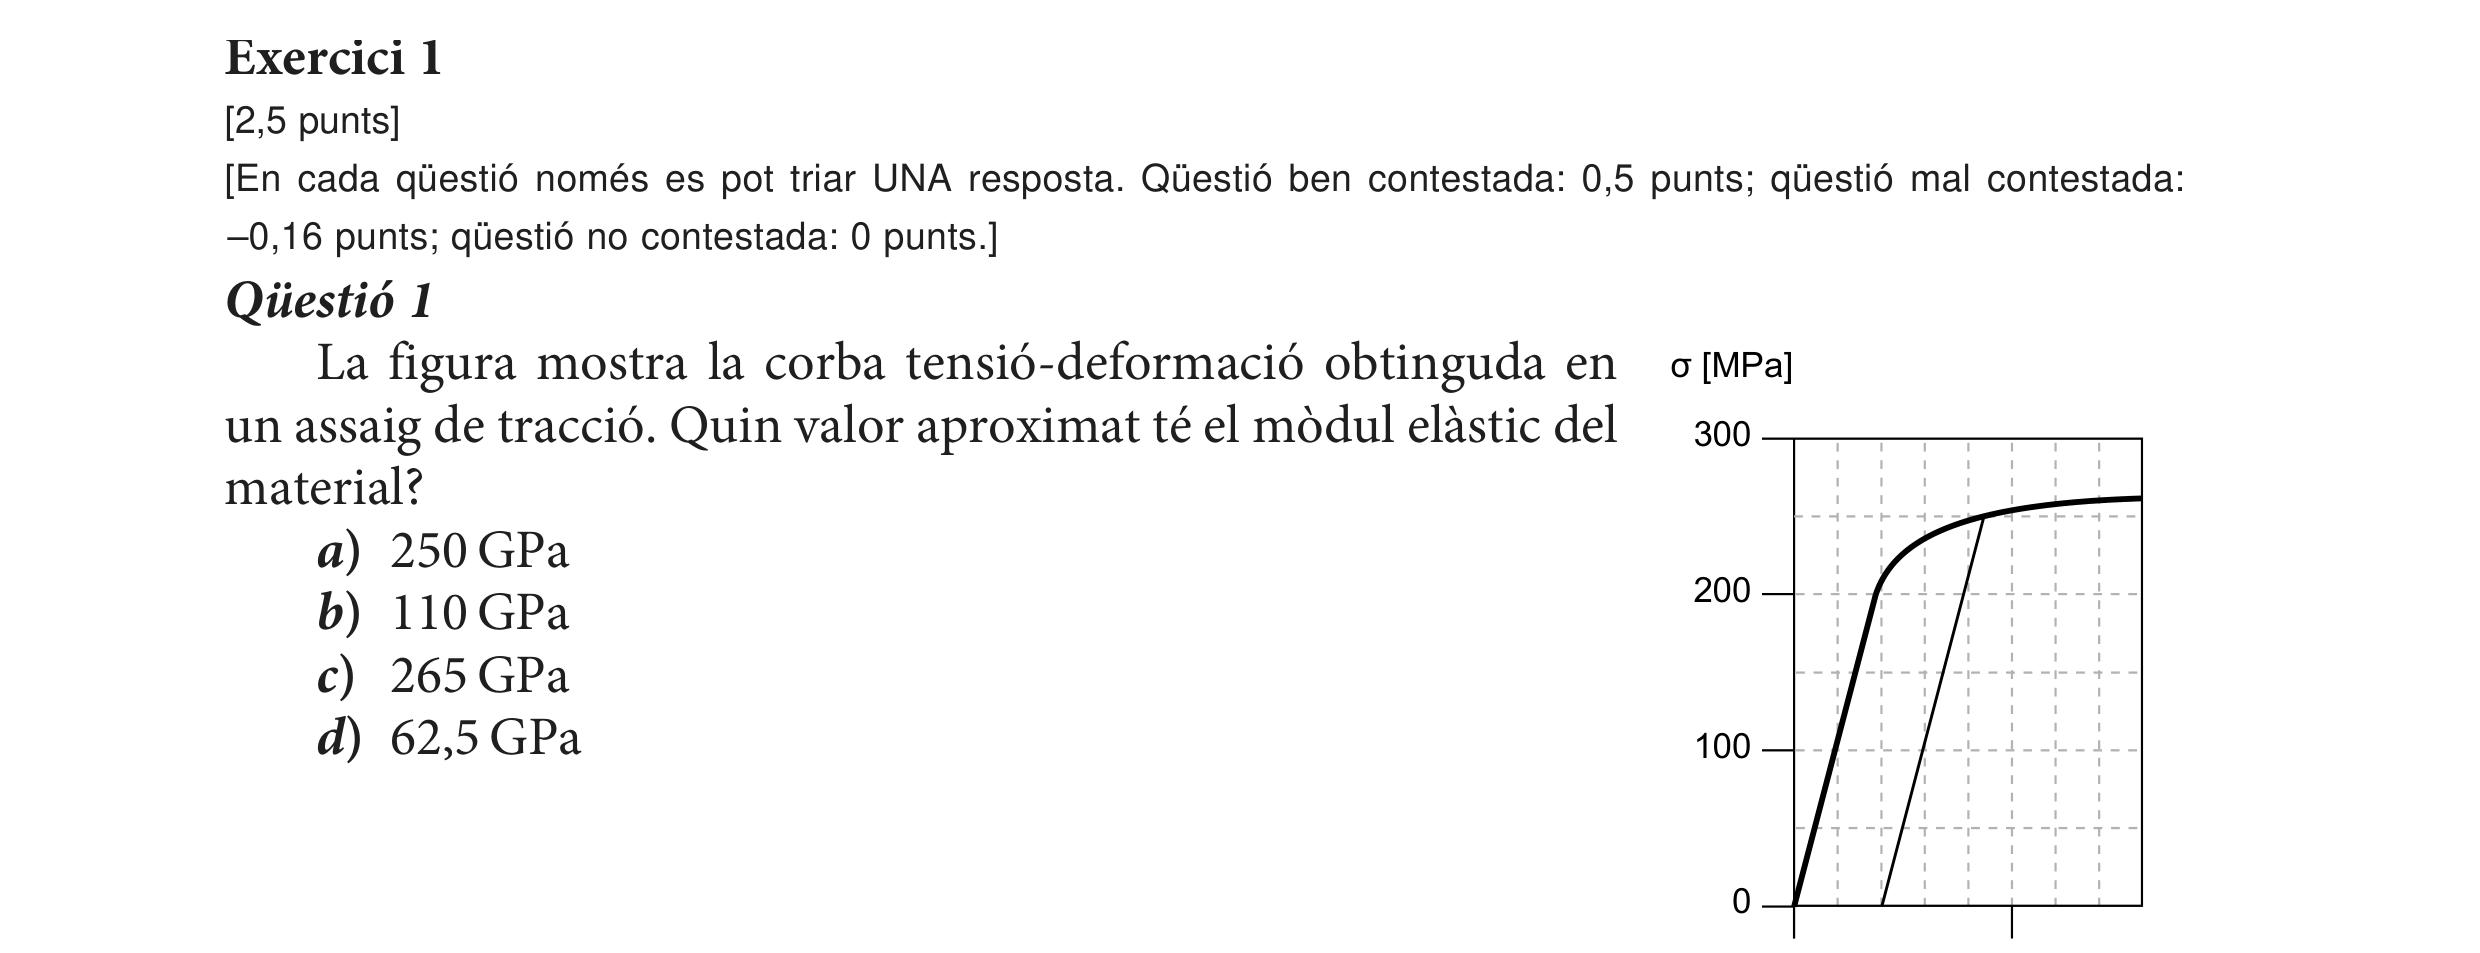 Exercici 1
[2,5 punts]
[En cada qüestió només es pot triar UNA resposta. Qüestió ben contestada: 0,5 punts; qüestió mal contestada:
–0,16 punts; qüestió no contestada: 0 punts.]
Qüestió 1
La figura mostra la corba tensió-deformació obtinguda en
un assaig de tracció. Quin valor aproximat té el mòdul elàstic del
material?
a) 250 GPa
b) 110 GPa
c) 265 GPa
d) 62,5 GPa
σ [MPa]
300
200
100
0